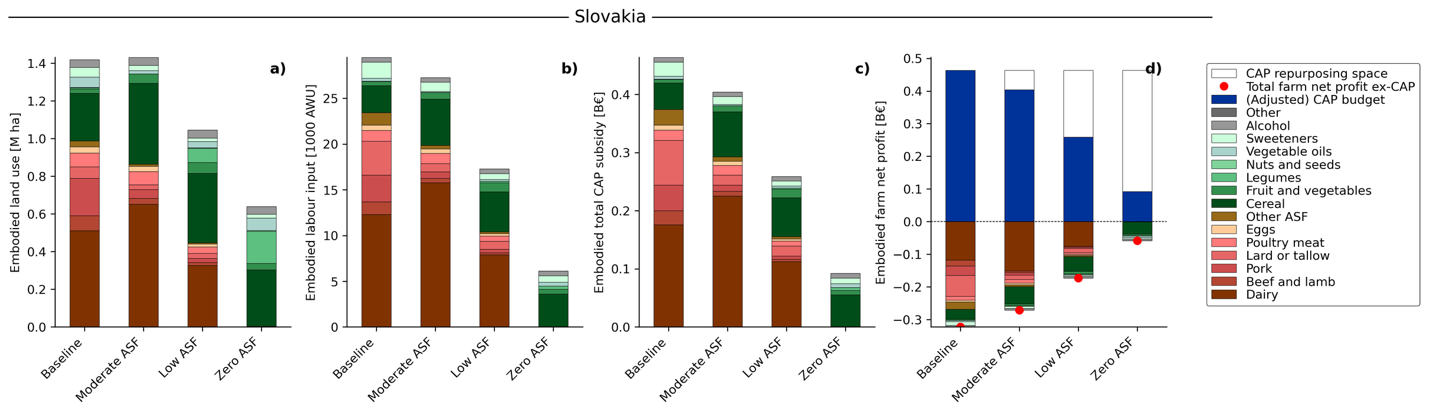 Slovakia
a)
Embodied land use [M ha]
1.4
1.2
1.0
0.8
0.6
0.4
0.2
0.0
Baseline
Moderate ASF
Low ASF
Zero ASF
b)
Embodied labour input [1000 AWU]
25
20
15
10
5
0
Baseline
Moderate ASF
Low ASF
Zero ASF
c)
Embodied total CAP subsidy [B€]
0.4
0.3
0.2
0.1
0.0
Baseline
Moderate ASF
Low ASF
Zero ASF
d)
Embodied farm net profit [B€]
0.5
0.4
0.3
0.2
0.1
0.0
−0.1
−0.2
−0.3
Baseline
Moderate ASF
Low ASF
Zero ASF
CAP repurposing space
Total farm net profit ex-CAP
(Adjusted) CAP budget
Other
Alcohol
Sweeteners
Vegetable oils
Nuts and seeds
Legumes
Fruit and vegetables
Cereal
Other ASF
Eggs
Poultry meat
Lard or tallow
Pork
Beef and lamb
Dairy